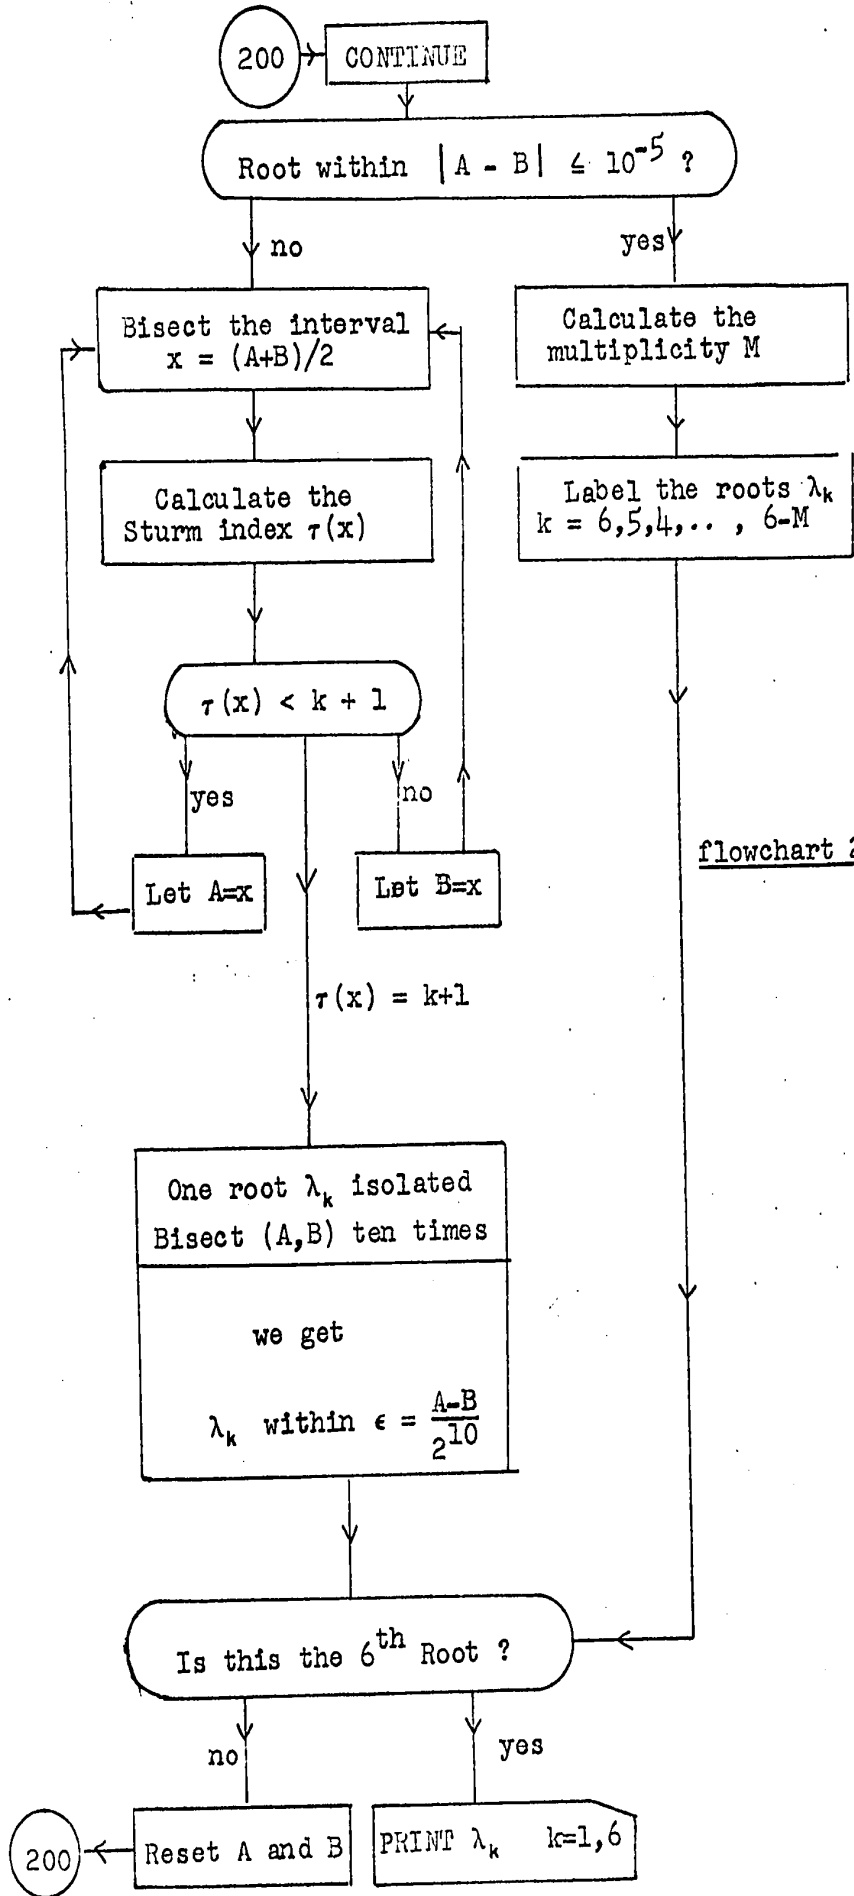 200
CONTINUE
Root within |A - B| ≤ 10⁻⁵ ?
no
yes
Bisect the interval
x = (A+B)/2
Calculate the
multiplicity M
Calculate the
Sturm index τ(x)
Label the roots λₖ
k = 6,5,4,.. , 6-M
τ(x) < k + 1
yes
no
Let A=x
Let B=x
flowchart 2
τ(x) = k+1
One root λₖ isolated
Bisect (A,B) ten times
we get
λₖ within ϵ = A-B / 2¹⁰
Is this the 6ᵗʰ Root ?
no
yes
200
Reset A and B
PRINT λₖ k=1,6